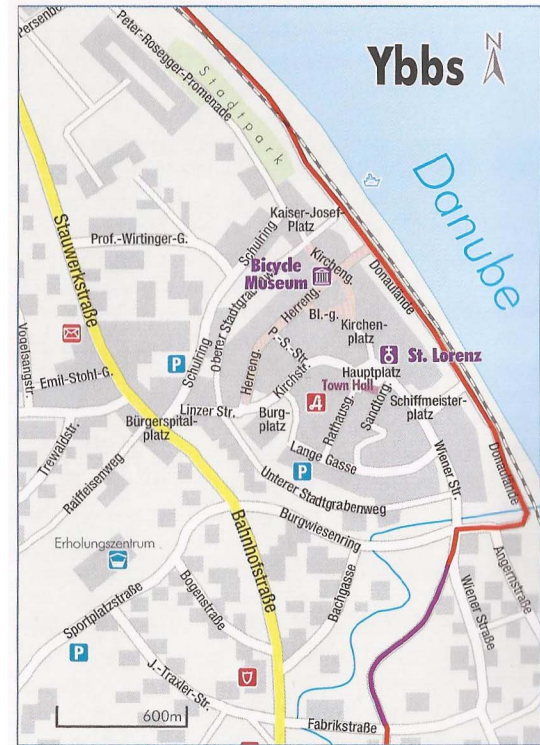 Ybbs
N
Persenbe
Peter-Rosegger-Promenade
Stadtpark
Danube
Stauwerkstraße
Prof.-Wirtinger-G.
Schulring
Kaiser-Josef-
Platz
Bicycle
Museum
Kircheng.
Donaulände
Oberer Stadtgraben
Herreng.
Bl.-g.
Kirchen-
platz
P.-S.-Str.
St. Lorenz
Vogelsangstr.
Emil-Stohl-G.
P
Schulring
Herreng.
Kirchstr.
Hauptplatz
Town Hall
Sandlorg.
Schiffmeister-
platz
Linzer Str.
Burg-
platz
Rathausg.
Bürgerspital-
platz
Trewaldstr.
Raiffeisenweg
Lange Gasse
P
Wiener Str.
Donaulände
Unterer Stadtgrabenweg
Burgwiesenring
Erholungszentrum
Bahnhofstraße
Bachgasse
Angernstraße
Wiener Straße
Bogenstraße
Sportplatzstraße
P
J.-Traxler-Str.
600m
Fabrikstraße